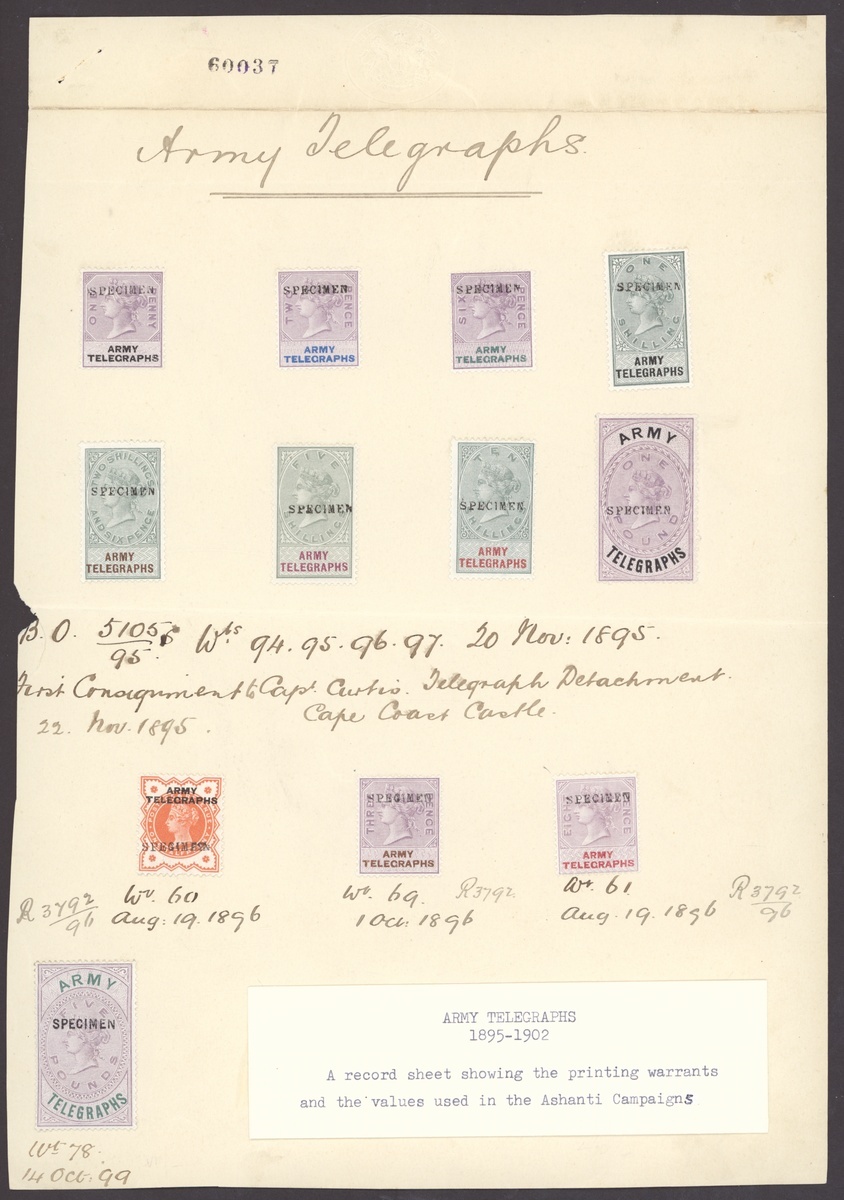 60037
Army Telegraphs.
ONE PENNY SPECIMEN ARMY TELEGRAPHS
TWO PENCE SPECIMEN ARMY TELEGRAPHS
SIX PENCE SPECIMEN ARMY TELEGRAPHS
ONE SHILLING SPECIMEN ARMY TELEGRAPHS
TWO SHILLINGS AND SIX PENCE SPECIMEN ARMY TELEGRAPHS
FIVE SHILLING SPECIMEN ARMY TELEGRAPHS
TEN SHILLING SPECIMEN ARMY TELEGRAPHS
ARMY ONE POUND SPECIMEN TELEGRAPHS
B.O. 51056/95. Wts 94. 95. 96. 97. 20 Nov: 1895.
First Consignment to Capt. Curtis. Telegraph Detachment.
22. Nov. 1895. Cape Coast Castle.
ARMY TELEGRAPHS SPECIMEN
THREE PENCE SPECIMEN ARMY TELEGRAPHS
SPECIMEN ARMY TELEGRAPHS
R 3792/96 Wt. 60 Aug: 19. 1896
Wt. 69. R3792. 1 Oct: 1896
Wt. 61 Aug. 19. 1896 R 3792/96
ARMY FIVE POUNDS SPECIMEN TELEGRAPHS
Wt 78.
14 Oct: 99
ARMY TELEGRAPHS
1895-1902
A record sheet showing the printing warrants
and the values used in the Ashanti Campaigns